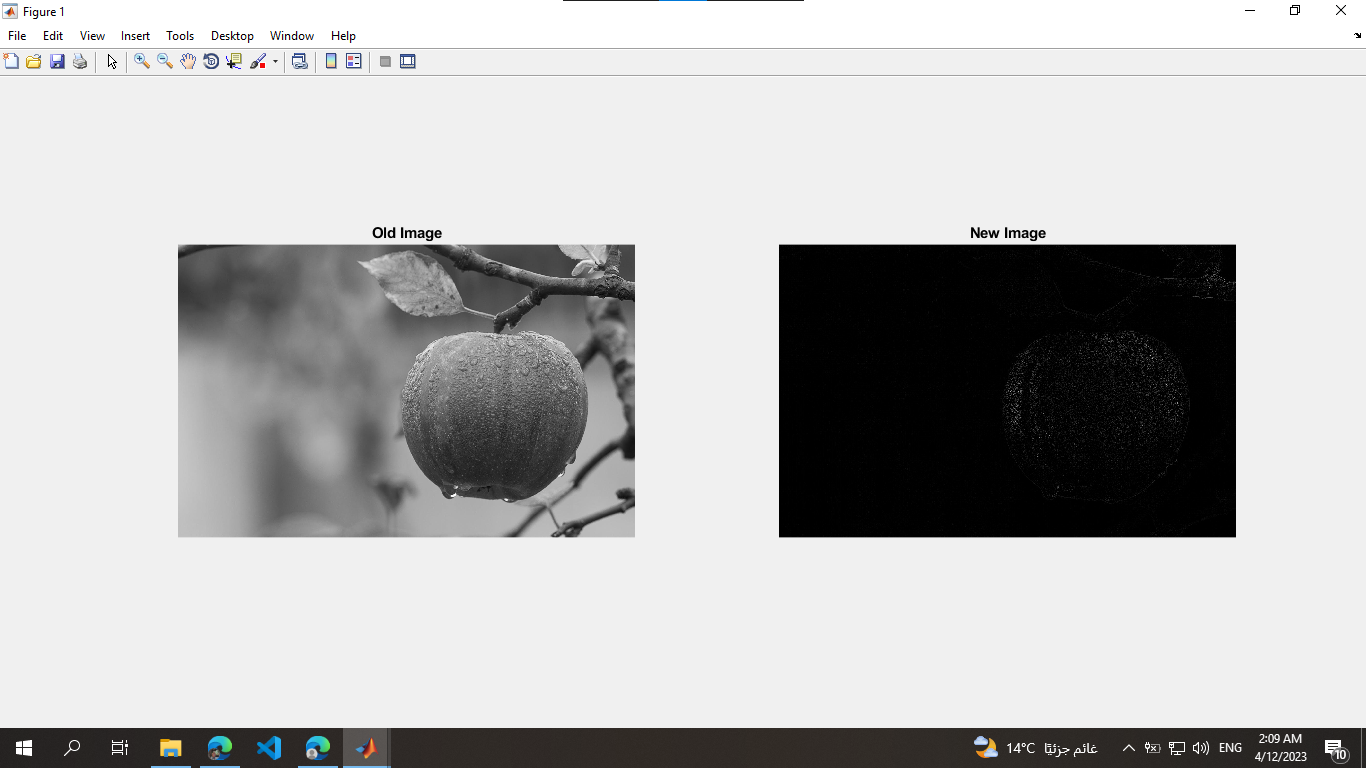 Figure 1
File Edit View Insert Tools Desktop Window Help
Old Image
New Image
14°C غائم جزئيًا
ENG
2:09 AM
4/12/2023
10